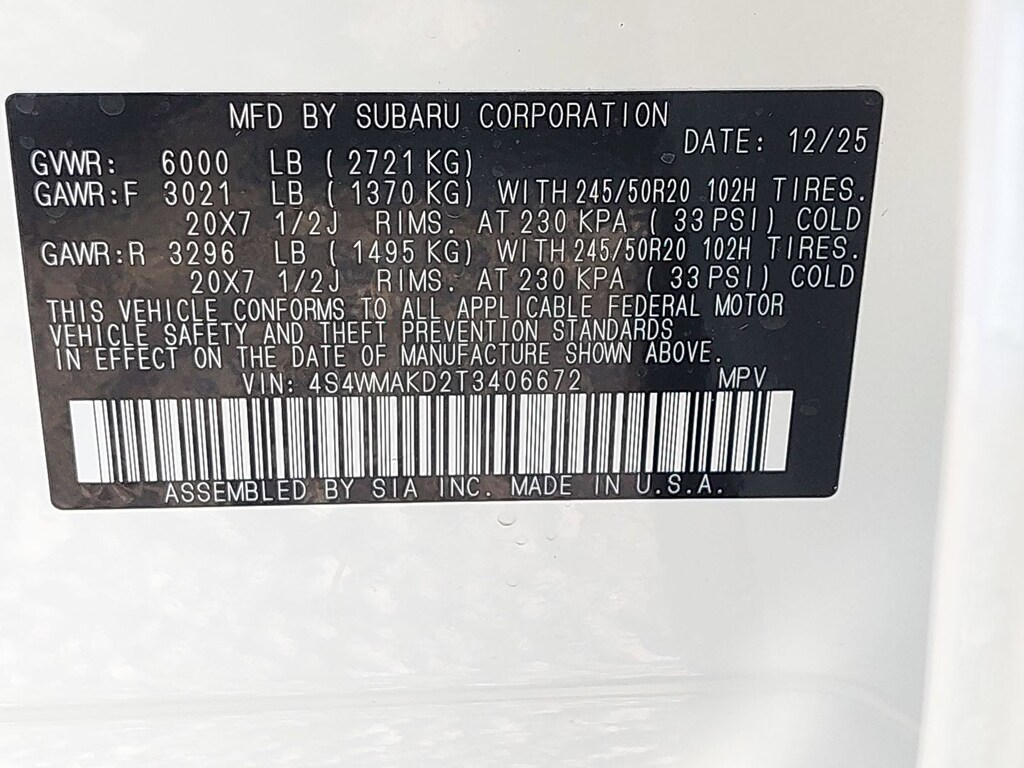 MFD BY SUBARU CORPORATION
DATE: 12/25
GVWR: 6000 LB ( 2721 KG)
GAWR:F 3021 LB ( 1370 KG) WITH 245/50R20 102H TIRES.
20X7 1/2J RIMS. AT 230 KPA ( 33 PSI) COLD
GAWR:R 3296 LB ( 1495 KG) WITH 245/50R20 102H TIRES.
20X7 1/2J RIMS. AT 230 KPA ( 33 PSI) COLD
THIS VEHICLE CONFORMS TO ALL APPLICABLE FEDERAL MOTOR
VEHICLE SAFETY AND THEFT PREVENTION STANDARDS
IN EFFECT ON THE DATE OF MANUFACTURE SHOWN ABOVE.
VIN: 4S4WMAKD2T3406672 MPV
ASSEMBLED BY SIA INC. MADE IN U.S.A.